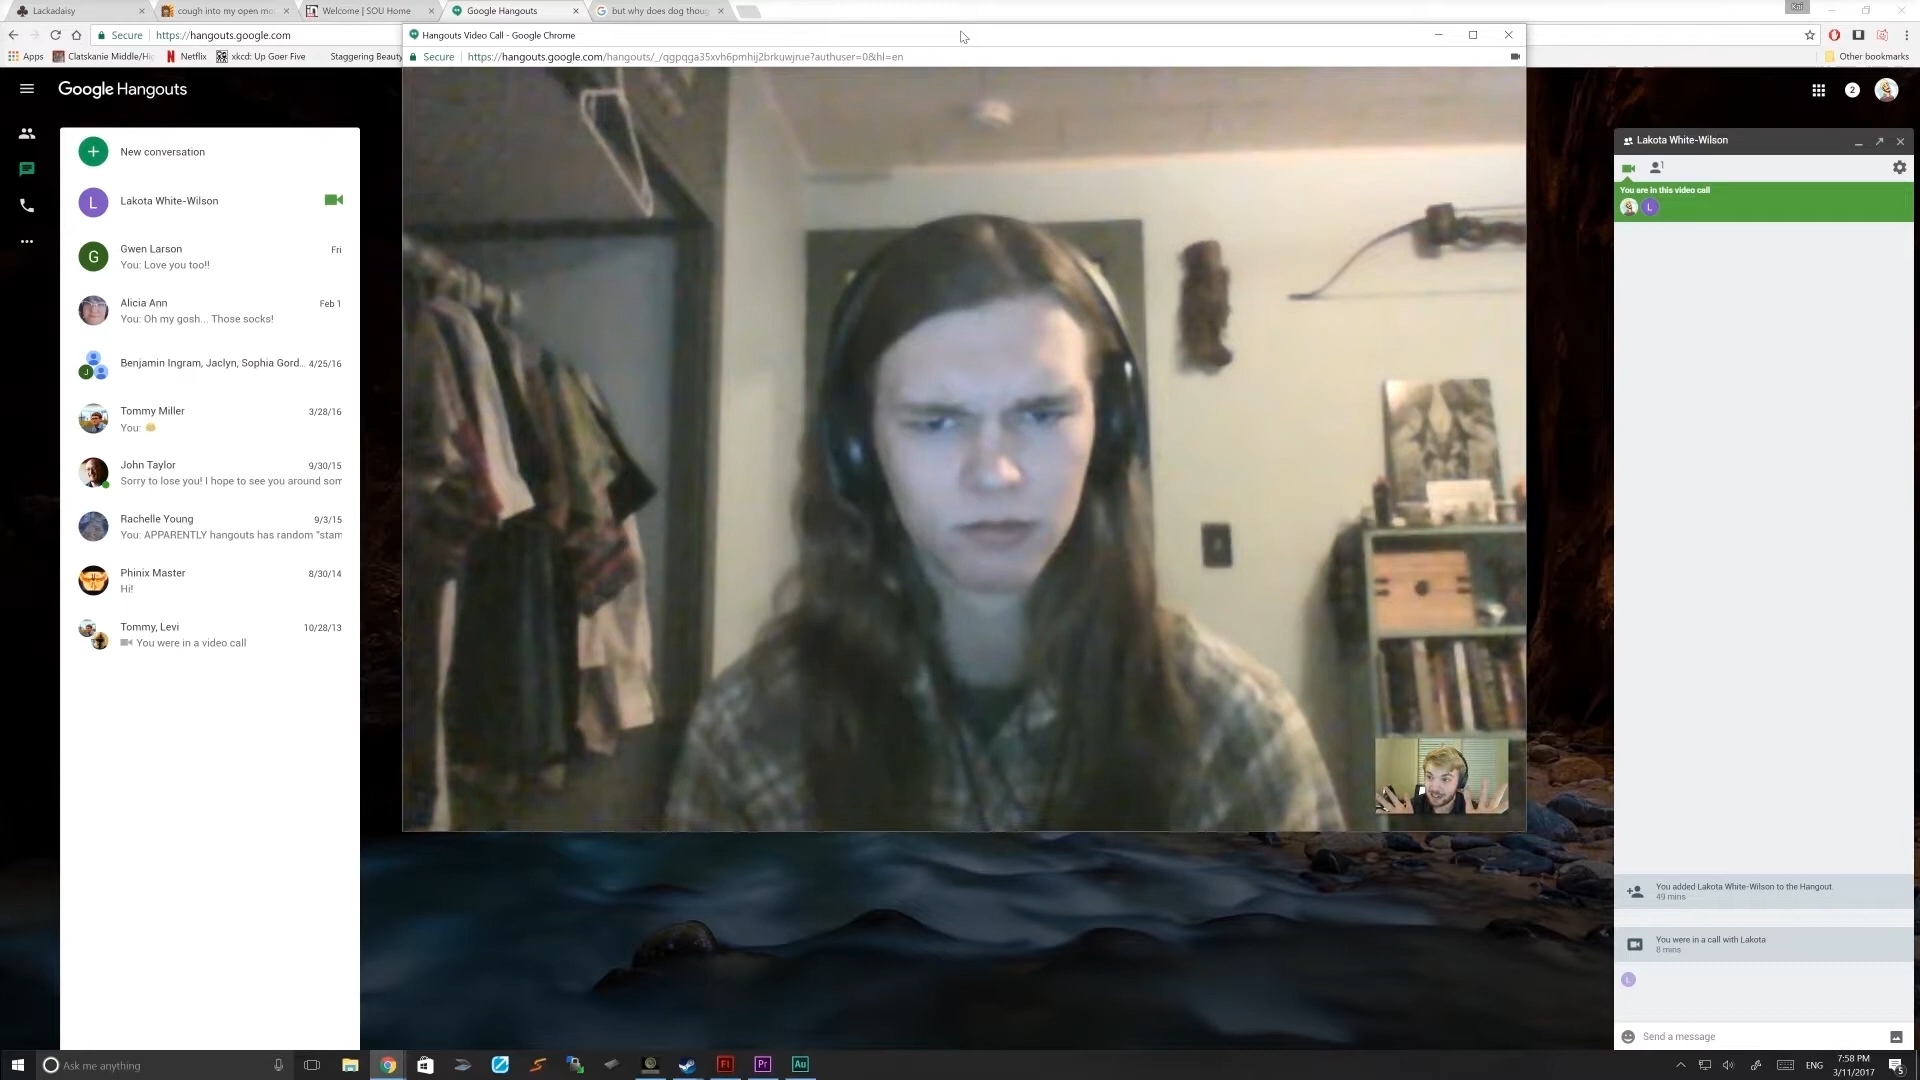 Lackadaisy
cough into my open mo
Welcome | SOU Home
Google Hangouts
but why does dog thoug
Kai
Secure
https://hangouts.google.com
Hangouts Video Call - Google Chrome
Secure
https://hangouts.google.com/hangouts/_/qgpqga35xvh6pmhij2brkuwjrue?authuser=0&hl=en
Apps
Clatskanie Middle/Hig
Netflix
xkcd: Up Goer Five
Staggering Beauty
Other bookmarks
Google Hangouts
2
New conversation
L
Lakota White-Wilson
G
Gwen Larson
Fri
You: Love you too!!
Alicia Ann
Feb 1
You: Oh my gosh... Those socks!
J
Benjamin Ingram, Jaclyn, Sophia Gord...
4/25/16
Tommy Miller
3/28/16
You:
John Taylor
9/30/15
Sorry to lose you! I hope to see you around som
Rachelle Young
9/3/15
You: APPARENTLY hangouts has random "stam
Phinix Master
8/30/14
Hi!
Tommy, Levi
10/28/13
You were in a video call
Lakota White-Wilson
1
You are in this video call
L
You added Lakota White-Wilson to the Hangout.
49 mins
You were in a call with Lakota
8 mins
L
Send a message
Ask me anything
Fl
Pr
Au
ENG
7:58 PM
3/11/2017
5